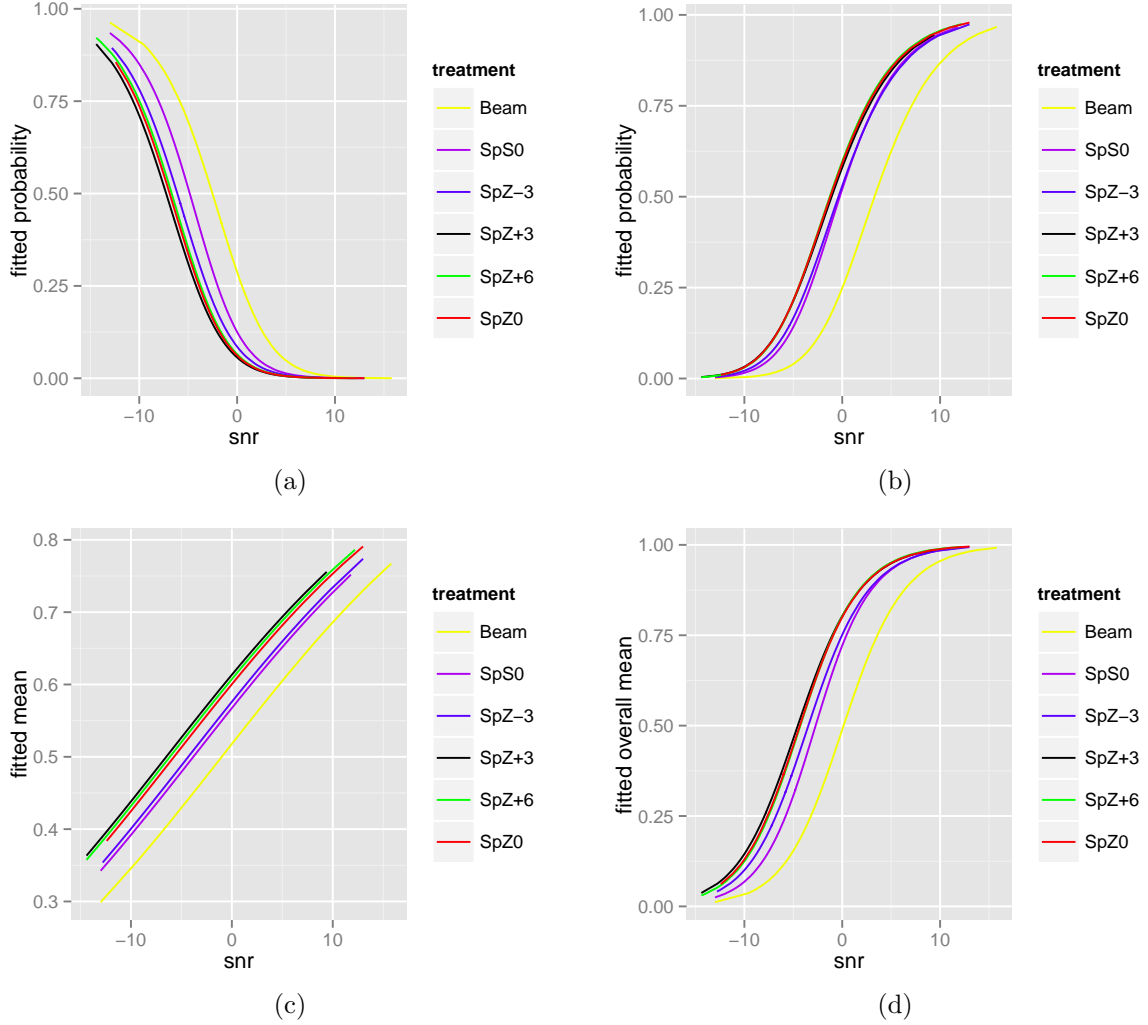 1.00
0.75
0.50
0.25
0.00
fitted probability
−10
0
10
snr
treatment
Beam
SpS0
SpZ−3
SpZ+3
SpZ+6
SpZ0
(a)
1.00
0.75
0.50
0.25
0.00
fitted probability
−10
0
10
snr
treatment
Beam
SpS0
SpZ−3
SpZ+3
SpZ+6
SpZ0
(b)
0.8
0.7
0.6
0.5
0.4
0.3
fitted mean
−10
0
10
snr
treatment
Beam
SpS0
SpZ−3
SpZ+3
SpZ+6
SpZ0
(c)
1.00
0.75
0.50
0.25
0.00
fitted overall mean
−10
0
10
snr
treatment
Beam
SpS0
SpZ−3
SpZ+3
SpZ+6
SpZ0
(d)